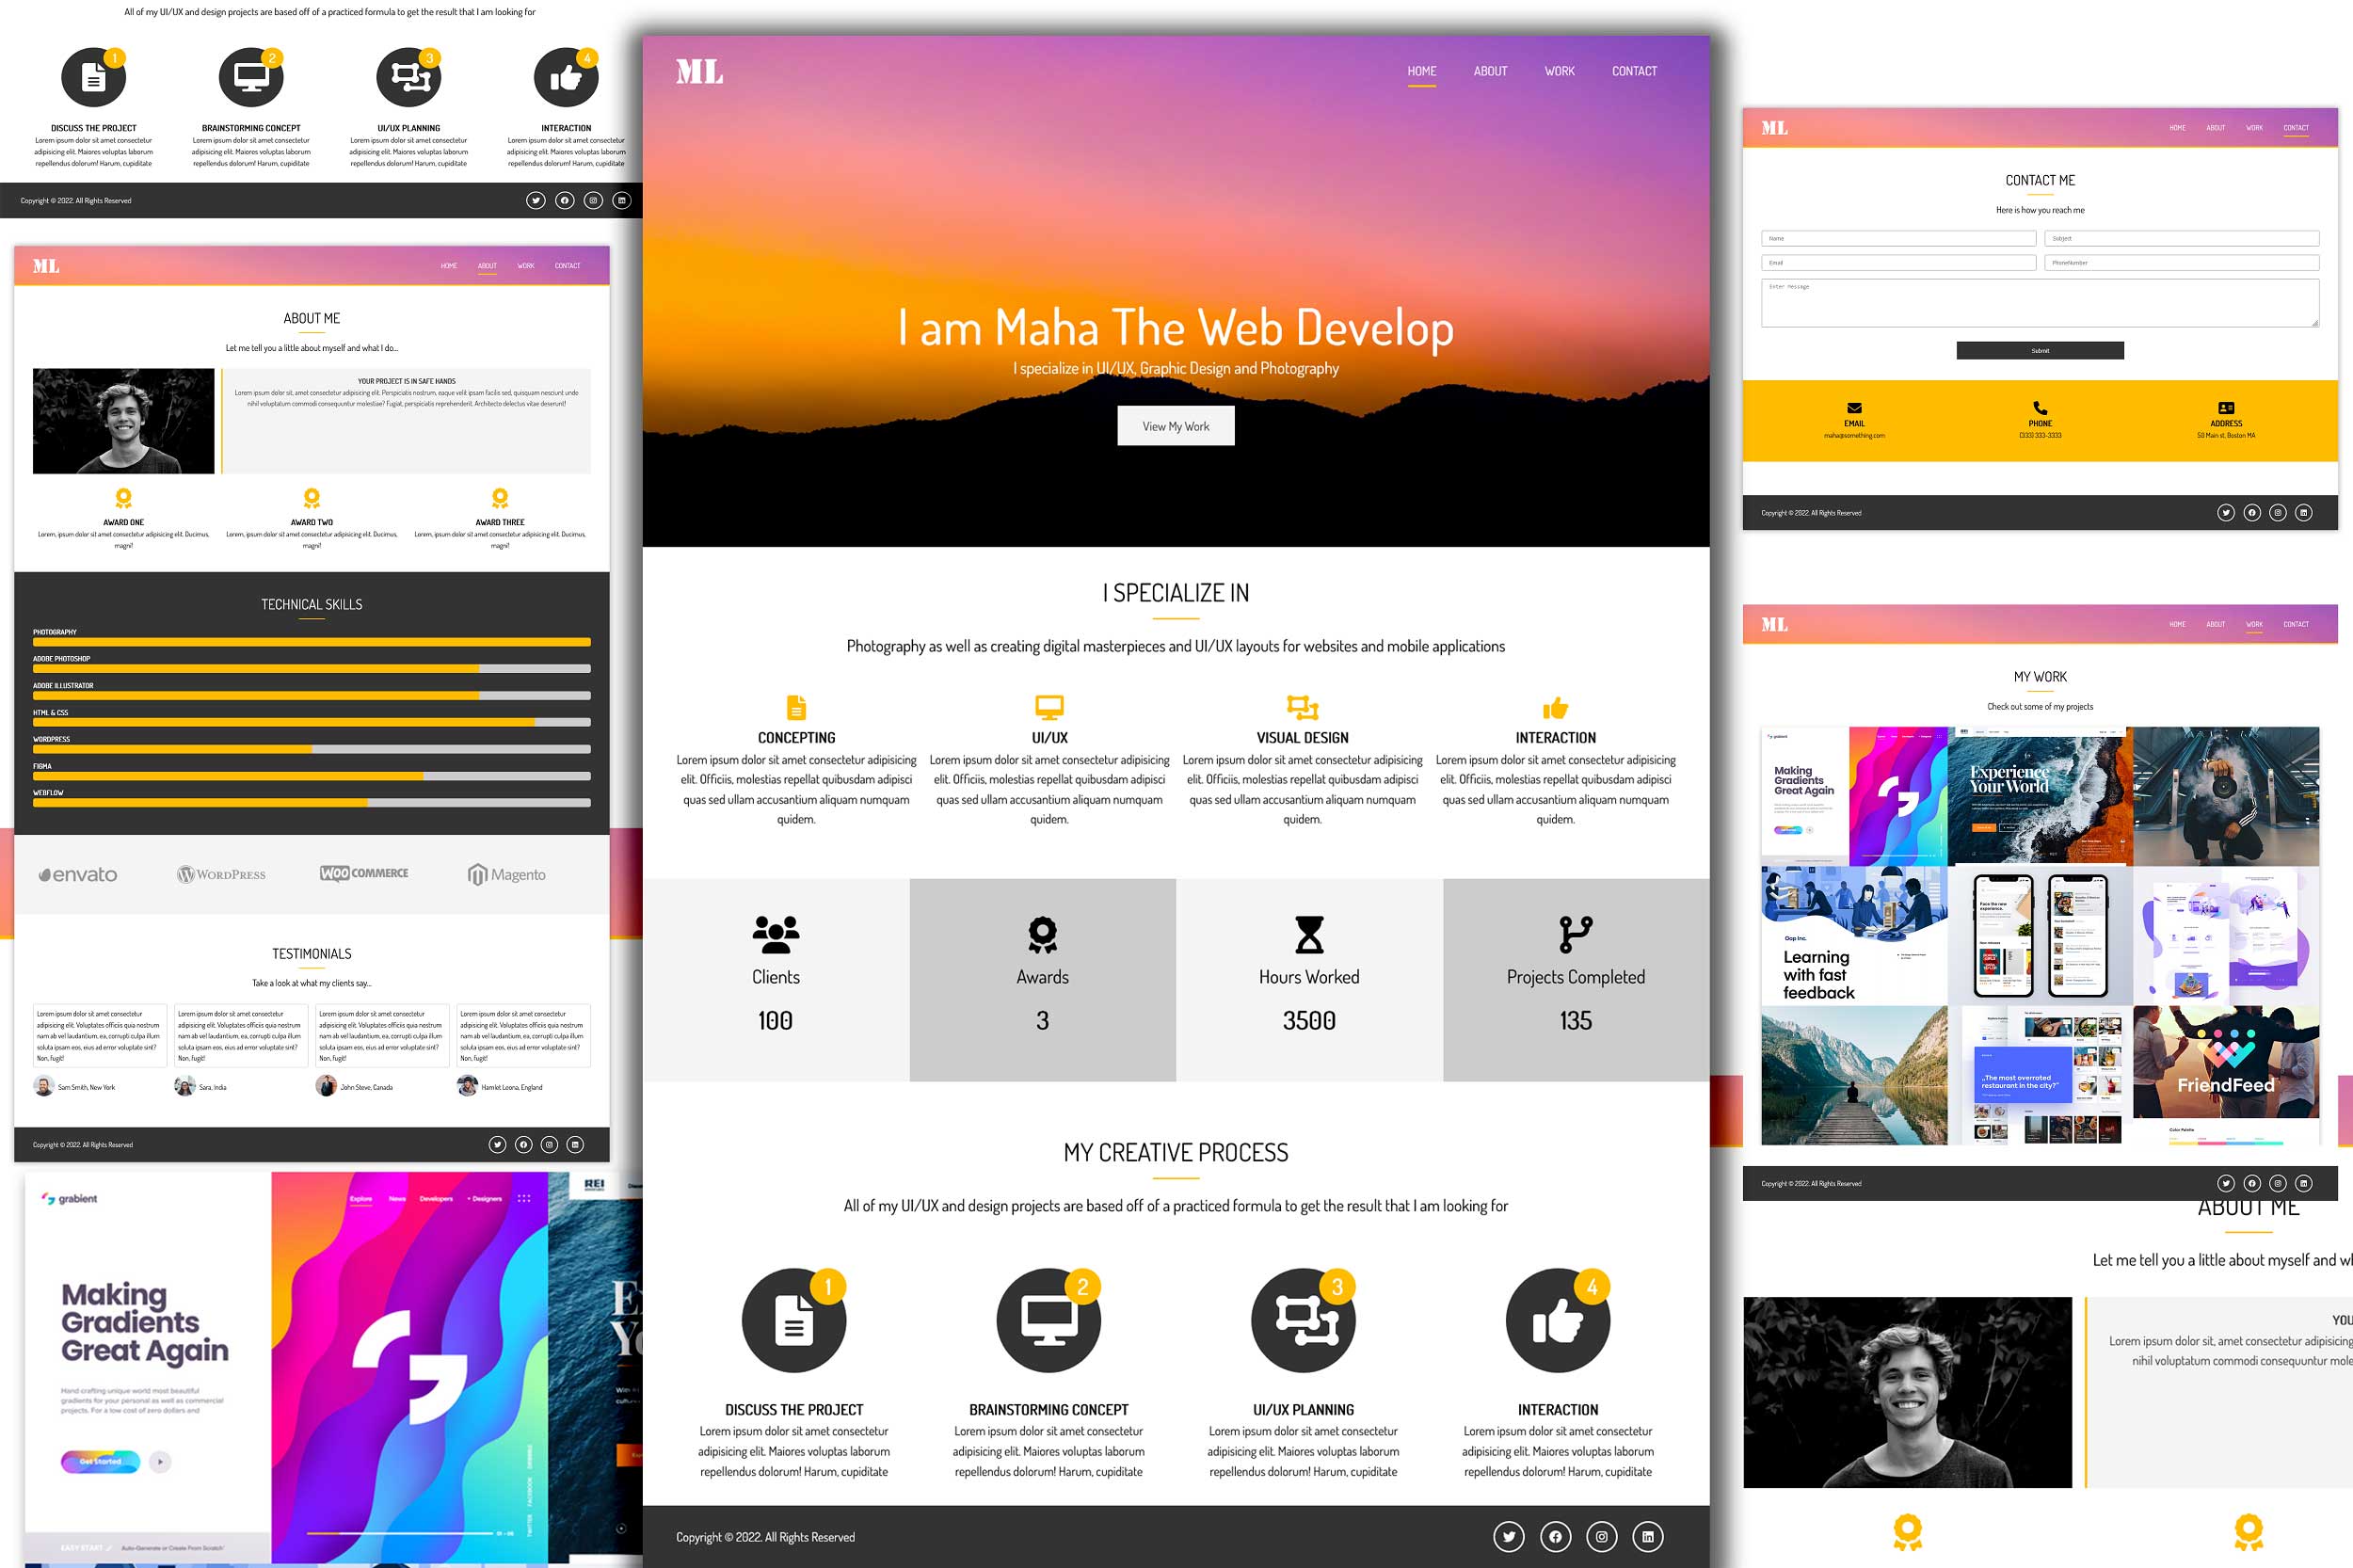 All of my UI/UX and design projects are based off of a practiced formula to get the result that I am looking for
1
2
3
4
DISCUSS THE PROJECT
Lorem ipsum dolor sit amet consectetur
adipisicing elit. Maiores voluptas laborum
repellendus dolorum! Harum, cupiditate
BRAINSTORMING CONCEPT
Lorem ipsum dolor sit amet consectetur
adipisicing elit. Maiores voluptas laborum
repellendus dolorum! Harum, cupiditate
UI/UX PLANNING
Lorem ipsum dolor sit amet consectetur
adipisicing elit. Maiores voluptas laborum
repellendus dolorum! Harum, cupiditate
INTERACTION
Lorem ipsum dolor sit amet consectetur
adipisicing elit. Maiores voluptas laborum
repellendus dolorum! Harum, cupiditate
Copyright © 2022. All Rights Reserved
ML
HOME ABOUT WORK CONTACT
ABOUT ME
Let me tell you a little about myself and what I do...
YOUR PROJECT IS IN SAFE HANDS
Lorem ipsum dolor sit, amet consectetur adipisicing elit. Perspiciatis nostrum, eaque velit ipsam facilis sed, quisquam nesciunt unde
nihil voluptatum commodi consequuntur molestiae? Fugiat, perspiciatis reprehenderit. Architecto delectus vitae deserunt!
AWARD ONE
Lorem, ipsum dolor sit amet consectetur adipisicing elit. Ducimus,
magni!
AWARD TWO
Lorem, ipsum dolor sit amet consectetur adipisicing elit. Ducimus,
magni!
AWARD THREE
Lorem, ipsum dolor sit amet consectetur adipisicing elit. Ducimus,
magni!
TECHNICAL SKILLS
PHOTOGRAPHY
ADOBE PHOTOSHOP
ADOBE ILLUSTRATOR
HTML & CSS
WORDPRESS
FIGMA
WEBFLOW
envato
WORDPRESS
WOO COMMERCE
Magento
TESTIMONIALS
Take a look at what my clients say...
Lorem ipsum dolor sit amet consectetur
adipisicing elit. Voluptates officiis quia nostrum
nam ab vel laudantium, ea, corrupti culpa illum
soluta ipsam eos, eius ad error voluptate sint?
Non, fugit!
Sam Smith, New York
Lorem ipsum dolor sit amet consectetur
adipisicing elit. Voluptates officiis quia nostrum
nam ab vel laudantium, ea, corrupti culpa illum
soluta ipsam eos, eius ad error voluptate sint?
Non, fugit!
Sara, India
Lorem ipsum dolor sit amet consectetur
adipisicing elit. Voluptates officiis quia nostrum
nam ab vel laudantium, ea, corrupti culpa illum
soluta ipsam eos, eius ad error voluptate sint?
Non, fugit!
John Steve, Canada
Lorem ipsum dolor sit amet consectetur
adipisicing elit. Voluptates officiis quia nostrum
nam ab vel laudantium, ea, corrupti culpa illum
soluta ipsam eos, eius ad error voluptate sint?
Non, fugit!
Hamlet Leona, England
Copyright © 2022. All Rights Reserved
grabient
Explore News Developers + Designers
REI
Making
Gradients
Great Again
Hand crafting unique world most beautiful
gradients for your personal as well as commercial
projects. For a low cost of zero dollars and
Get Started
TWITTER FACEBOOK DRIBBBLE
EASY START
Auto-Generate or Create From Scratch
ML
HOME ABOUT WORK CONTACT
I am Maha The Web Develop
I specialize in UI/UX, Graphic Design and Photography
View My Work
I SPECIALIZE IN
Photography as well as creating digital masterpieces and UI/UX layouts for websites and mobile applications
CONCEPTING
Lorem ipsum dolor sit amet consectetur adipisicing
elit. Officiis, molestias repellat quibusdam adipisci
quas sed ullam accusantium aliquam numquam
quidem.
UI/UX
Lorem ipsum dolor sit amet consectetur adipisicing
elit. Officiis, molestias repellat quibusdam adipisci
quas sed ullam accusantium aliquam numquam
quidem.
VISUAL DESIGN
Lorem ipsum dolor sit amet consectetur adipisicing
elit. Officiis, molestias repellat quibusdam adipisci
quas sed ullam accusantium aliquam numquam
quidem.
INTERACTION
Lorem ipsum dolor sit amet consectetur adipisicing
elit. Officiis, molestias repellat quibusdam adipisci
quas sed ullam accusantium aliquam numquam
quidem.
Clients
100
Awards
3
Hours Worked
3500
Projects Completed
135
MY CREATIVE PROCESS
All of my UI/UX and design projects are based off of a practiced formula to get the result that I am looking for
1
2
3
4
DISCUSS THE PROJECT
Lorem ipsum dolor sit amet consectetur
adipisicing elit. Maiores voluptas laborum
repellendus dolorum! Harum, cupiditate
BRAINSTORMING CONCEPT
Lorem ipsum dolor sit amet consectetur
adipisicing elit. Maiores voluptas laborum
repellendus dolorum! Harum, cupiditate
UI/UX PLANNING
Lorem ipsum dolor sit amet consectetur
adipisicing elit. Maiores voluptas laborum
repellendus dolorum! Harum, cupiditate
INTERACTION
Lorem ipsum dolor sit amet consectetur
adipisicing elit. Maiores voluptas laborum
repellendus dolorum! Harum, cupiditate
Copyright © 2022. All Rights Reserved
ML
HOME ABOUT WORK CONTACT
CONTACT ME
Here is how you reach me
Name
Subject
Email
PhoneNumber
Enter message
Submit
EMAIL
maha@something.com
PHONE
(333) 333-3333
ADDRESS
50 Main st, Boston MA
Copyright © 2022. All Rights Reserved
ML
HOME ABOUT WORK CONTACT
MY WORK
Check out some of my projects
grabient
Making
Gradients
Great Again
REI
Experience
Your World
Oop Inc.
Learning
with fast
feedback
Face the new
experience.
„The most overrated
restaurant in the city?"
FriendFeed
Color Palette
Copyright © 2022. All Rights Reserved
ABOUT ME
Let me tell you a little about myself and
YOU
Lorem ipsum dolor sit, amet consectetur adipisicing
nihil voluptatum commodi consequuntur mole